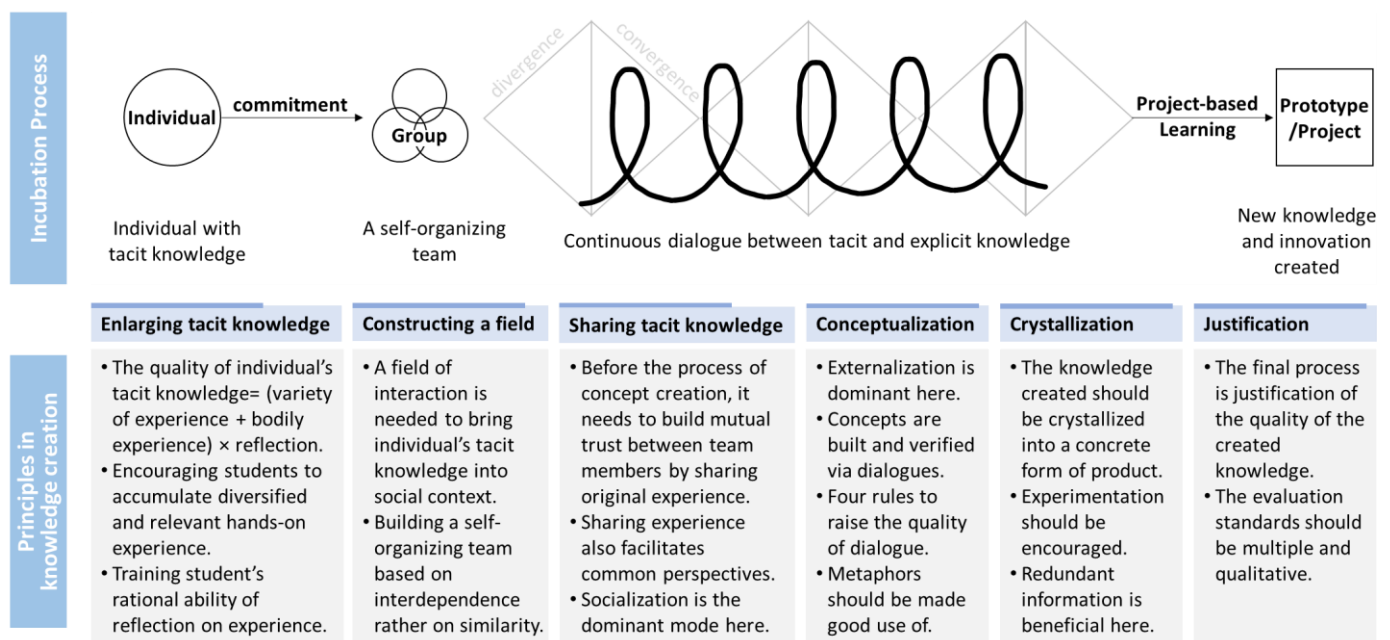 Incubation Process
divergence
convergence
Individual
commitment
Group
Project-based
Learning
Prototype
/Project
Individual with
tacit knowledge
A self-organizing
team
Continuous dialogue between tacit and explicit knowledge
New knowledge
and innovation
created
Principles in
knowledge creation
Enlarging tacit knowledge
• The quality of individual's
tacit knowledge= (variety
of experience + bodily
experience) × reflection.
• Encouraging students to
accumulate diversified
and relevant hands-on
experience.
• Training student's
rational ability of
reflection on experience.
Constructing a field
• A field of
interaction is
needed to bring
individual's tacit
knowledge into
social context.
• Building a self-
organizing team
based on
interdependence
rather on similarity.
Sharing tacit knowledge
• Before the process of
concept creation, it
needs to build mutual
trust between team
members by sharing
original experience.
• Sharing experience
also facilitates
common perspectives.
• Socialization is the
dominant mode here.
Conceptualization
• Externalization is
dominant here.
• Concepts are
built and verified
via dialogues.
• Four rules to
raise the quality
of dialogue.
• Metaphors
should be made
good use of.
Crystallization
• The knowledge
created should
be crystallized
into a concrete
form of product.
• Experimentation
should be
encouraged.
• Redundant
information is
beneficial here.
Justification
• The final process
is justification of
the quality of the
created
knowledge.
• The evaluation
standards should
be multiple and
qualitative.